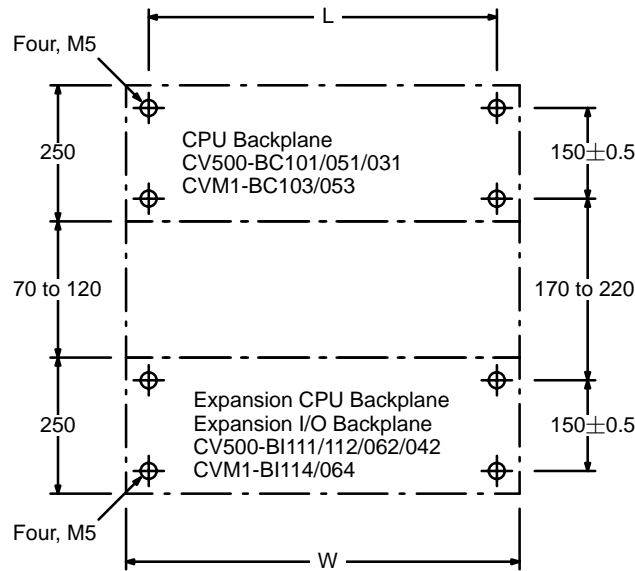 L
Four, M5
CPU Backplane
CV500-BC101/051/031
CVM1-BC103/053
250
150±0.5
70 to 120
170 to 220
Expansion CPU Backplane
Expansion I/O Backplane
CV500-BI111/112/062/042
CVM1-BI114/064
250
150±0.5
Four, M5
W